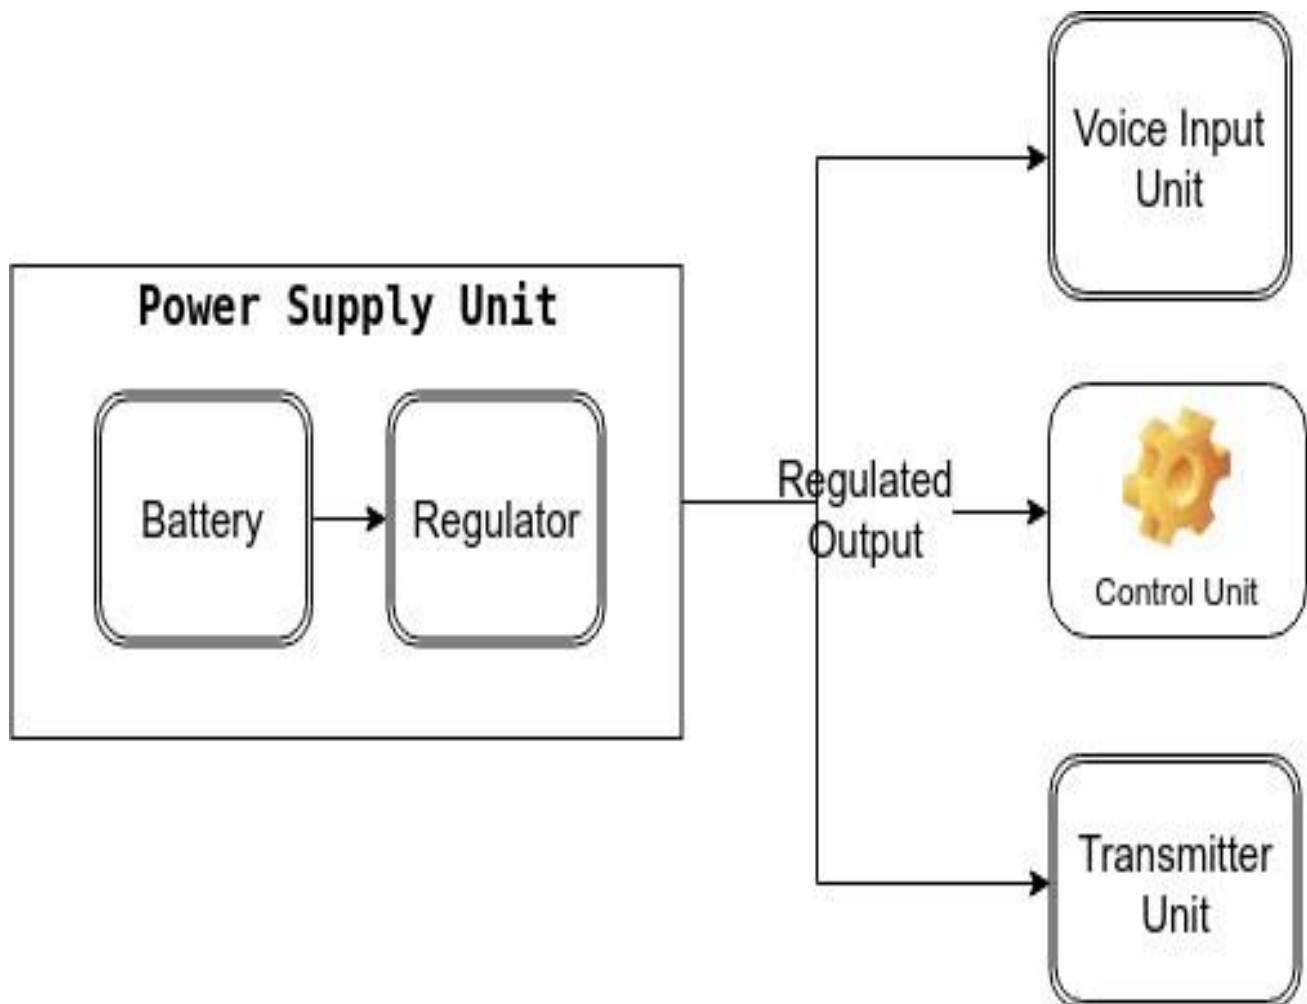 Power Supply Unit
Battery
Regulator
Regulated
Output
Voice Input
Unit
Control Unit
Transmitter
Unit